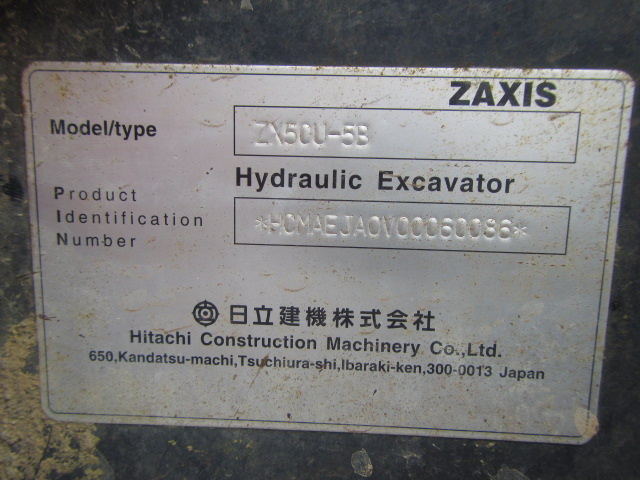 ZAXIS
Model/type ZX50U-5B
Hydraulic Excavator
Product
Identification
Number
*HCMAEJA0V00060086*
日立建機株式会社
Hitachi Construction Machinery Co.,Ltd.
650,Kandatsu-machi,Tsuchiura-shi,Ibaraki-ken,300-0013 Japan